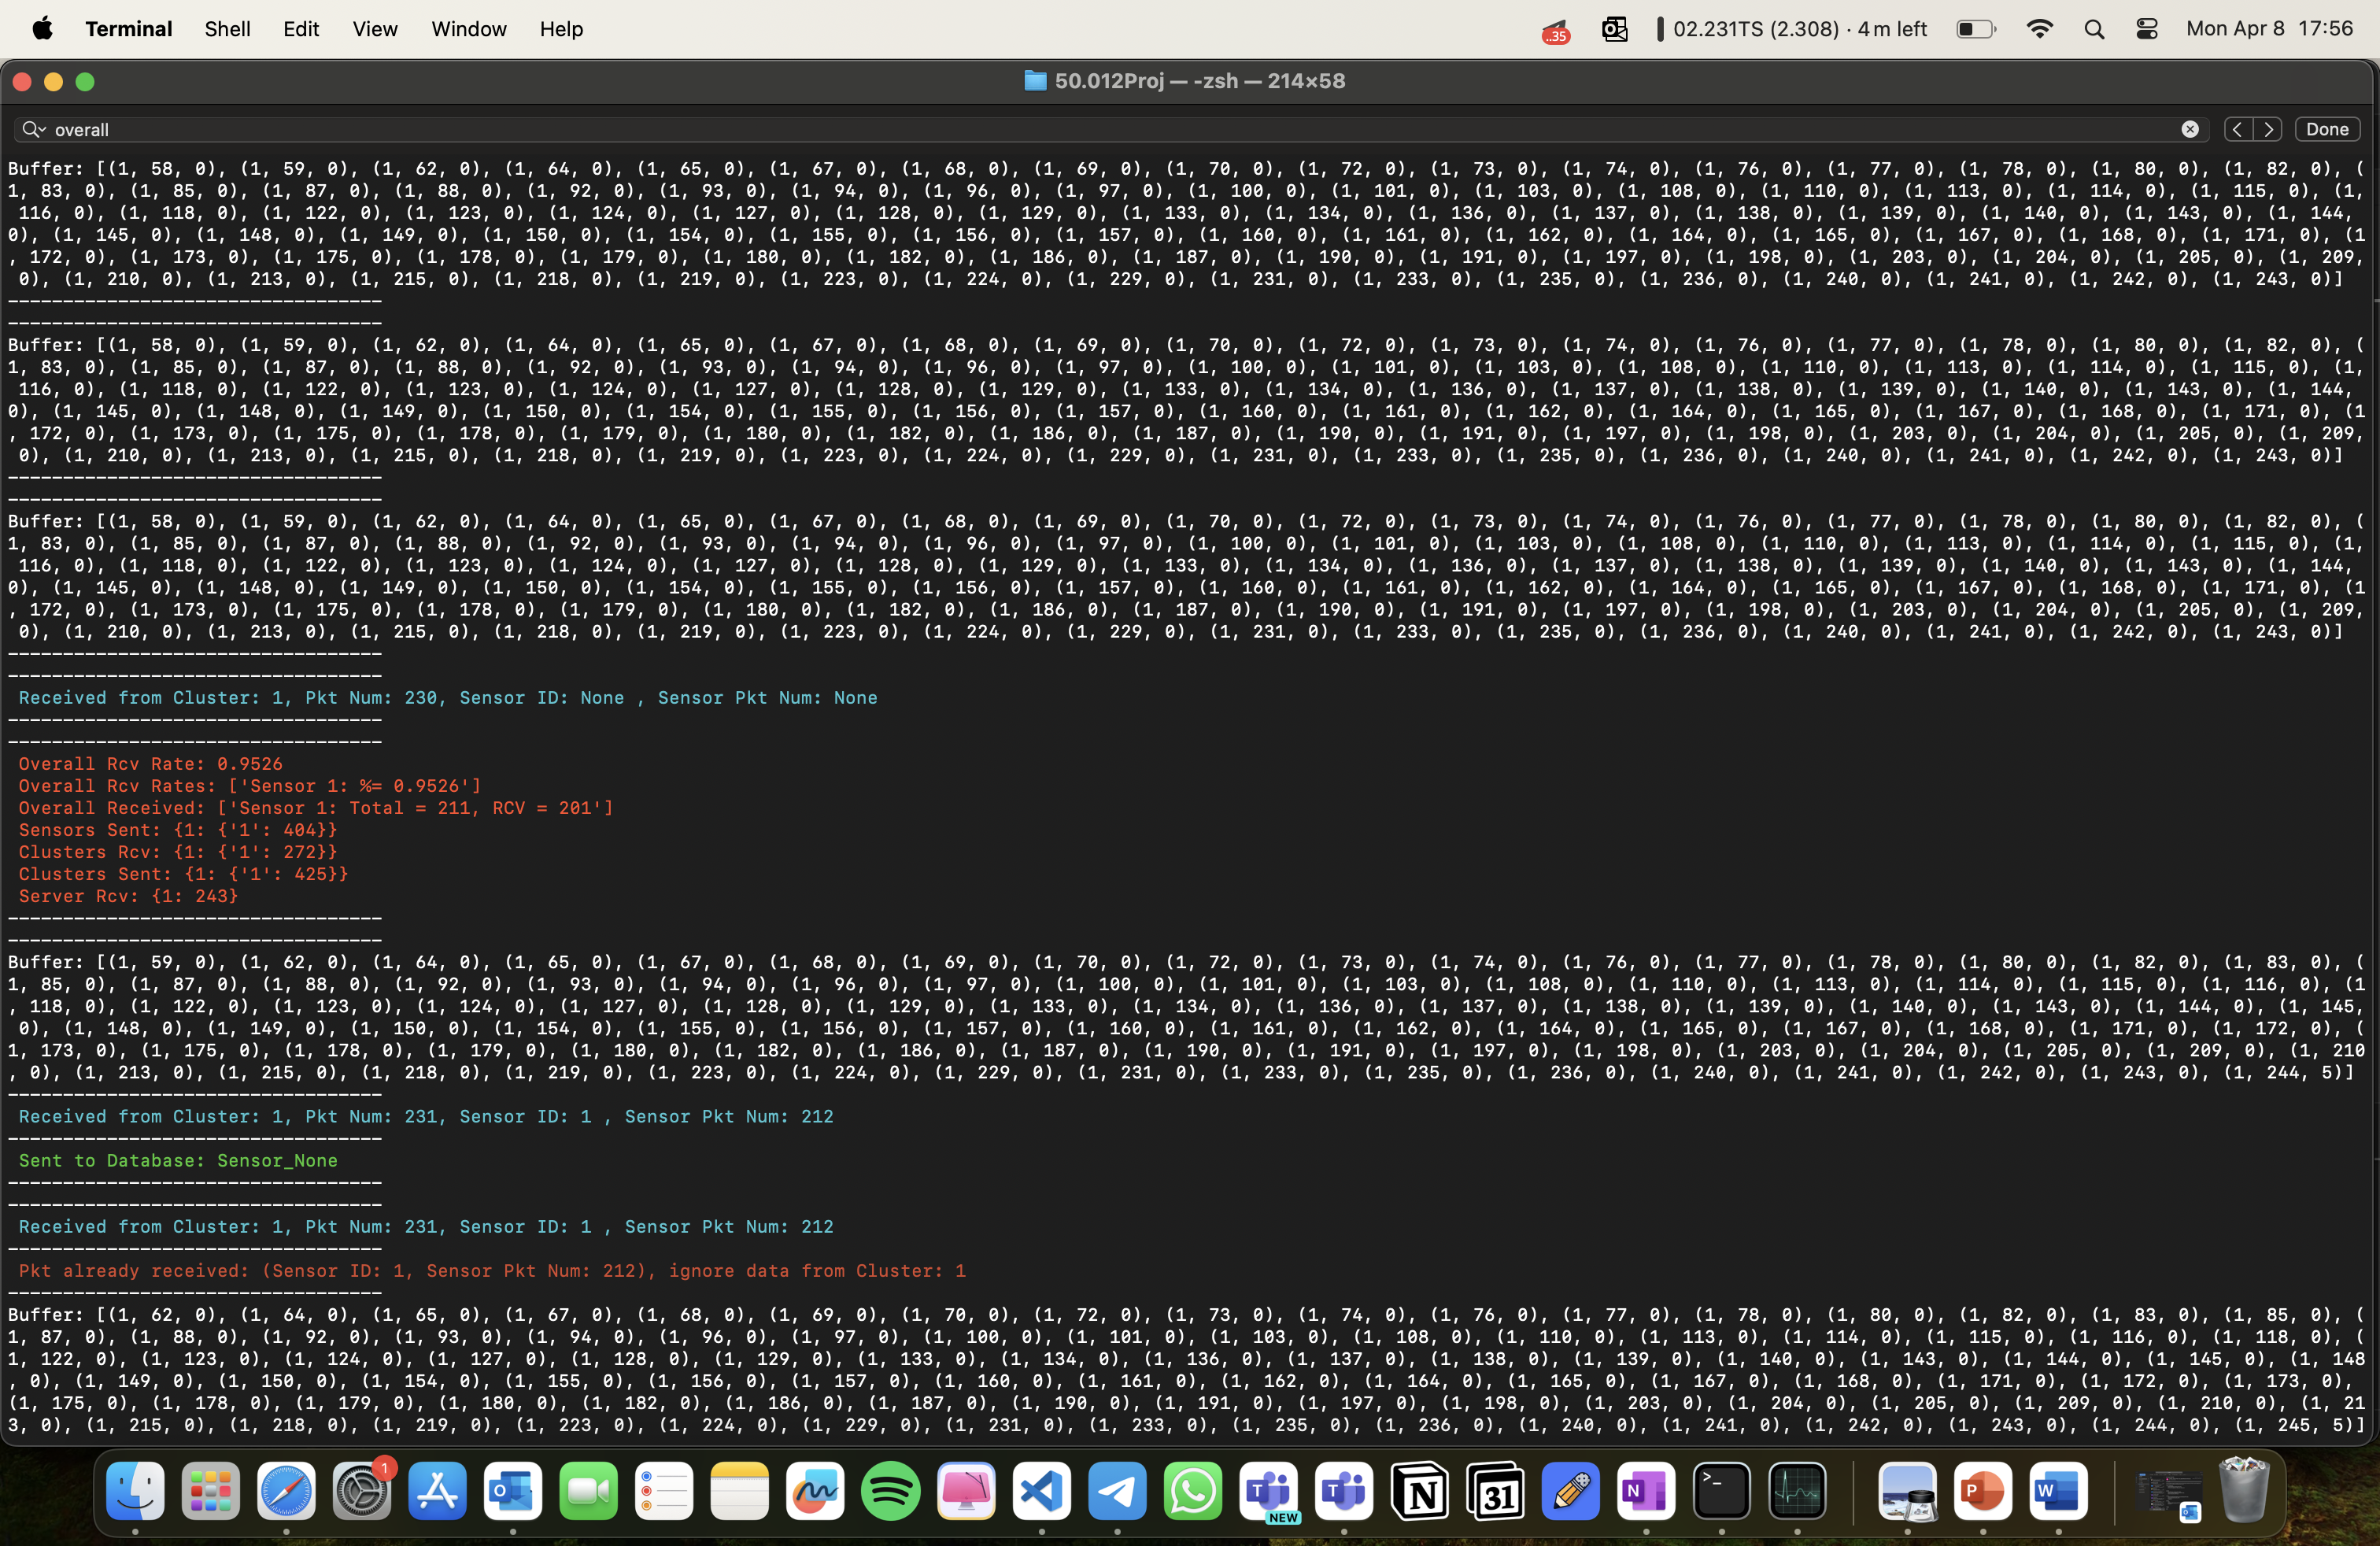 Terminal Shell Edit View Window Help ..35 02.231TS (2.308) · 4 m left Mon Apr 8 17:56
50.012Proj — -zsh — 214×58
overall Done
Buffer: [(1, 58, 0), (1, 59, 0), (1, 62, 0), (1, 64, 0), (1, 65, 0), (1, 67, 0), (1, 68, 0), (1, 69, 0), (1, 70, 0), (1, 72, 0), (1, 73, 0), (1, 74, 0), (1, 76, 0), (1, 77, 0), (1, 78, 0), (1, 80, 0), (1, 82, 0), (
1, 83, 0), (1, 85, 0), (1, 87, 0), (1, 88, 0), (1, 92, 0), (1, 93, 0), (1, 94, 0), (1, 96, 0), (1, 97, 0), (1, 100, 0), (1, 101, 0), (1, 103, 0), (1, 108, 0), (1, 110, 0), (1, 113, 0), (1, 114, 0), (1, 115, 0), (1,
116, 0), (1, 118, 0), (1, 122, 0), (1, 123, 0), (1, 124, 0), (1, 127, 0), (1, 128, 0), (1, 129, 0), (1, 133, 0), (1, 134, 0), (1, 136, 0), (1, 137, 0), (1, 138, 0), (1, 139, 0), (1, 140, 0), (1, 143, 0), (1, 144,
0), (1, 145, 0), (1, 148, 0), (1, 149, 0), (1, 150, 0), (1, 154, 0), (1, 155, 0), (1, 156, 0), (1, 157, 0), (1, 160, 0), (1, 161, 0), (1, 162, 0), (1, 164, 0), (1, 165, 0), (1, 167, 0), (1, 168, 0), (1, 171, 0), (1
, 172, 0), (1, 173, 0), (1, 175, 0), (1, 178, 0), (1, 179, 0), (1, 180, 0), (1, 182, 0), (1, 186, 0), (1, 187, 0), (1, 190, 0), (1, 191, 0), (1, 197, 0), (1, 198, 0), (1, 203, 0), (1, 204, 0), (1, 205, 0), (1, 209,
0), (1, 210, 0), (1, 213, 0), (1, 215, 0), (1, 218, 0), (1, 219, 0), (1, 223, 0), (1, 224, 0), (1, 229, 0), (1, 231, 0), (1, 233, 0), (1, 235, 0), (1, 236, 0), (1, 240, 0), (1, 241, 0), (1, 242, 0), (1, 243, 0)]
----------------------------------
----------------------------------
Buffer: [(1, 58, 0), (1, 59, 0), (1, 62, 0), (1, 64, 0), (1, 65, 0), (1, 67, 0), (1, 68, 0), (1, 69, 0), (1, 70, 0), (1, 72, 0), (1, 73, 0), (1, 74, 0), (1, 76, 0), (1, 77, 0), (1, 78, 0), (1, 80, 0), (1, 82, 0), (
1, 83, 0), (1, 85, 0), (1, 87, 0), (1, 88, 0), (1, 92, 0), (1, 93, 0), (1, 94, 0), (1, 96, 0), (1, 97, 0), (1, 100, 0), (1, 101, 0), (1, 103, 0), (1, 108, 0), (1, 110, 0), (1, 113, 0), (1, 114, 0), (1, 115, 0), (1,
116, 0), (1, 118, 0), (1, 122, 0), (1, 123, 0), (1, 124, 0), (1, 127, 0), (1, 128, 0), (1, 129, 0), (1, 133, 0), (1, 134, 0), (1, 136, 0), (1, 137, 0), (1, 138, 0), (1, 139, 0), (1, 140, 0), (1, 143, 0), (1, 144,
0), (1, 145, 0), (1, 148, 0), (1, 149, 0), (1, 150, 0), (1, 154, 0), (1, 155, 0), (1, 156, 0), (1, 157, 0), (1, 160, 0), (1, 161, 0), (1, 162, 0), (1, 164, 0), (1, 165, 0), (1, 167, 0), (1, 168, 0), (1, 171, 0), (1
, 172, 0), (1, 173, 0), (1, 175, 0), (1, 178, 0), (1, 179, 0), (1, 180, 0), (1, 182, 0), (1, 186, 0), (1, 187, 0), (1, 190, 0), (1, 191, 0), (1, 197, 0), (1, 198, 0), (1, 203, 0), (1, 204, 0), (1, 205, 0), (1, 209,
0), (1, 210, 0), (1, 213, 0), (1, 215, 0), (1, 218, 0), (1, 219, 0), (1, 223, 0), (1, 224, 0), (1, 229, 0), (1, 231, 0), (1, 233, 0), (1, 235, 0), (1, 236, 0), (1, 240, 0), (1, 241, 0), (1, 242, 0), (1, 243, 0)]
----------------------------------
----------------------------------
Buffer: [(1, 58, 0), (1, 59, 0), (1, 62, 0), (1, 64, 0), (1, 65, 0), (1, 67, 0), (1, 68, 0), (1, 69, 0), (1, 70, 0), (1, 72, 0), (1, 73, 0), (1, 74, 0), (1, 76, 0), (1, 77, 0), (1, 78, 0), (1, 80, 0), (1, 82, 0), (
1, 83, 0), (1, 85, 0), (1, 87, 0), (1, 88, 0), (1, 92, 0), (1, 93, 0), (1, 94, 0), (1, 96, 0), (1, 97, 0), (1, 100, 0), (1, 101, 0), (1, 103, 0), (1, 108, 0), (1, 110, 0), (1, 113, 0), (1, 114, 0), (1, 115, 0), (1,
116, 0), (1, 118, 0), (1, 122, 0), (1, 123, 0), (1, 124, 0), (1, 127, 0), (1, 128, 0), (1, 129, 0), (1, 133, 0), (1, 134, 0), (1, 136, 0), (1, 137, 0), (1, 138, 0), (1, 139, 0), (1, 140, 0), (1, 143, 0), (1, 144,
0), (1, 145, 0), (1, 148, 0), (1, 149, 0), (1, 150, 0), (1, 154, 0), (1, 155, 0), (1, 156, 0), (1, 157, 0), (1, 160, 0), (1, 161, 0), (1, 162, 0), (1, 164, 0), (1, 165, 0), (1, 167, 0), (1, 168, 0), (1, 171, 0), (1
, 172, 0), (1, 173, 0), (1, 175, 0), (1, 178, 0), (1, 179, 0), (1, 180, 0), (1, 182, 0), (1, 186, 0), (1, 187, 0), (1, 190, 0), (1, 191, 0), (1, 197, 0), (1, 198, 0), (1, 203, 0), (1, 204, 0), (1, 205, 0), (1, 209,
0), (1, 210, 0), (1, 213, 0), (1, 215, 0), (1, 218, 0), (1, 219, 0), (1, 223, 0), (1, 224, 0), (1, 229, 0), (1, 231, 0), (1, 233, 0), (1, 235, 0), (1, 236, 0), (1, 240, 0), (1, 241, 0), (1, 242, 0), (1, 243, 0)]
----------------------------------
----------------------------------
Received from Cluster: 1, Pkt Num: 230, Sensor ID: None , Sensor Pkt Num: None
----------------------------------
----------------------------------
Overall Rcv Rate: 0.9526
Overall Rcv Rates: ['Sensor 1: %= 0.9526']
Overall Received: ['Sensor 1: Total = 211, RCV = 201']
Sensors Sent: {1: {'1': 404}}
Clusters Rcv: {1: {'1': 272}}
Clusters Sent: {1: {'1': 425}}
Server Rcv: {1: 243}
----------------------------------
----------------------------------
Buffer: [(1, 59, 0), (1, 62, 0), (1, 64, 0), (1, 65, 0), (1, 67, 0), (1, 68, 0), (1, 69, 0), (1, 70, 0), (1, 72, 0), (1, 73, 0), (1, 74, 0), (1, 76, 0), (1, 77, 0), (1, 78, 0), (1, 80, 0), (1, 82, 0), (1, 83, 0), (
1, 85, 0), (1, 87, 0), (1, 88, 0), (1, 92, 0), (1, 93, 0), (1, 94, 0), (1, 96, 0), (1, 97, 0), (1, 100, 0), (1, 101, 0), (1, 103, 0), (1, 108, 0), (1, 110, 0), (1, 113, 0), (1, 114, 0), (1, 115, 0), (1, 116, 0), (1
, 118, 0), (1, 122, 0), (1, 123, 0), (1, 124, 0), (1, 127, 0), (1, 128, 0), (1, 129, 0), (1, 133, 0), (1, 134, 0), (1, 136, 0), (1, 137, 0), (1, 138, 0), (1, 139, 0), (1, 140, 0), (1, 143, 0), (1, 144, 0), (1, 145,
0), (1, 148, 0), (1, 149, 0), (1, 150, 0), (1, 154, 0), (1, 155, 0), (1, 156, 0), (1, 157, 0), (1, 160, 0), (1, 161, 0), (1, 162, 0), (1, 164, 0), (1, 165, 0), (1, 167, 0), (1, 168, 0), (1, 171, 0), (1, 172, 0), (
1, 173, 0), (1, 175, 0), (1, 178, 0), (1, 179, 0), (1, 180, 0), (1, 182, 0), (1, 186, 0), (1, 187, 0), (1, 190, 0), (1, 191, 0), (1, 197, 0), (1, 198, 0), (1, 203, 0), (1, 204, 0), (1, 205, 0), (1, 209, 0), (1, 210
, 0), (1, 213, 0), (1, 215, 0), (1, 218, 0), (1, 219, 0), (1, 223, 0), (1, 224, 0), (1, 229, 0), (1, 231, 0), (1, 233, 0), (1, 235, 0), (1, 236, 0), (1, 240, 0), (1, 241, 0), (1, 242, 0), (1, 243, 0), (1, 244, 5)]
----------------------------------
Received from Cluster: 1, Pkt Num: 231, Sensor ID: 1 , Sensor Pkt Num: 212
----------------------------------
Sent to Database: Sensor_None
----------------------------------
----------------------------------
Received from Cluster: 1, Pkt Num: 231, Sensor ID: 1 , Sensor Pkt Num: 212
----------------------------------
Pkt already received: (Sensor ID: 1, Sensor Pkt Num: 212), ignore data from Cluster: 1
----------------------------------
Buffer: [(1, 62, 0), (1, 64, 0), (1, 65, 0), (1, 67, 0), (1, 68, 0), (1, 69, 0), (1, 70, 0), (1, 72, 0), (1, 73, 0), (1, 74, 0), (1, 76, 0), (1, 77, 0), (1, 78, 0), (1, 80, 0), (1, 82, 0), (1, 83, 0), (1, 85, 0), (
1, 87, 0), (1, 88, 0), (1, 92, 0), (1, 93, 0), (1, 94, 0), (1, 96, 0), (1, 97, 0), (1, 100, 0), (1, 101, 0), (1, 103, 0), (1, 108, 0), (1, 110, 0), (1, 113, 0), (1, 114, 0), (1, 115, 0), (1, 116, 0), (1, 118, 0), (
1, 122, 0), (1, 123, 0), (1, 124, 0), (1, 127, 0), (1, 128, 0), (1, 129, 0), (1, 133, 0), (1, 134, 0), (1, 136, 0), (1, 137, 0), (1, 138, 0), (1, 139, 0), (1, 140, 0), (1, 143, 0), (1, 144, 0), (1, 145, 0), (1, 148
, 0), (1, 149, 0), (1, 150, 0), (1, 154, 0), (1, 155, 0), (1, 156, 0), (1, 157, 0), (1, 160, 0), (1, 161, 0), (1, 162, 0), (1, 164, 0), (1, 165, 0), (1, 167, 0), (1, 168, 0), (1, 171, 0), (1, 172, 0), (1, 173, 0),
(1, 175, 0), (1, 178, 0), (1, 179, 0), (1, 180, 0), (1, 182, 0), (1, 186, 0), (1, 187, 0), (1, 190, 0), (1, 191, 0), (1, 197, 0), (1, 198, 0), (1, 203, 0), (1, 204, 0), (1, 205, 0), (1, 209, 0), (1, 210, 0), (1, 21
3, 0), (1, 215, 0), (1, 218, 0), (1, 219, 0), (1, 223, 0), (1, 224, 0), (1, 229, 0), (1, 231, 0), (1, 233, 0), (1, 235, 0), (1, 236, 0), (1, 240, 0), (1, 241, 0), (1, 242, 0), (1, 243, 0), (1, 244, 0), (1, 245, 5)]
1 O T NEW T N 31 N >_ P W